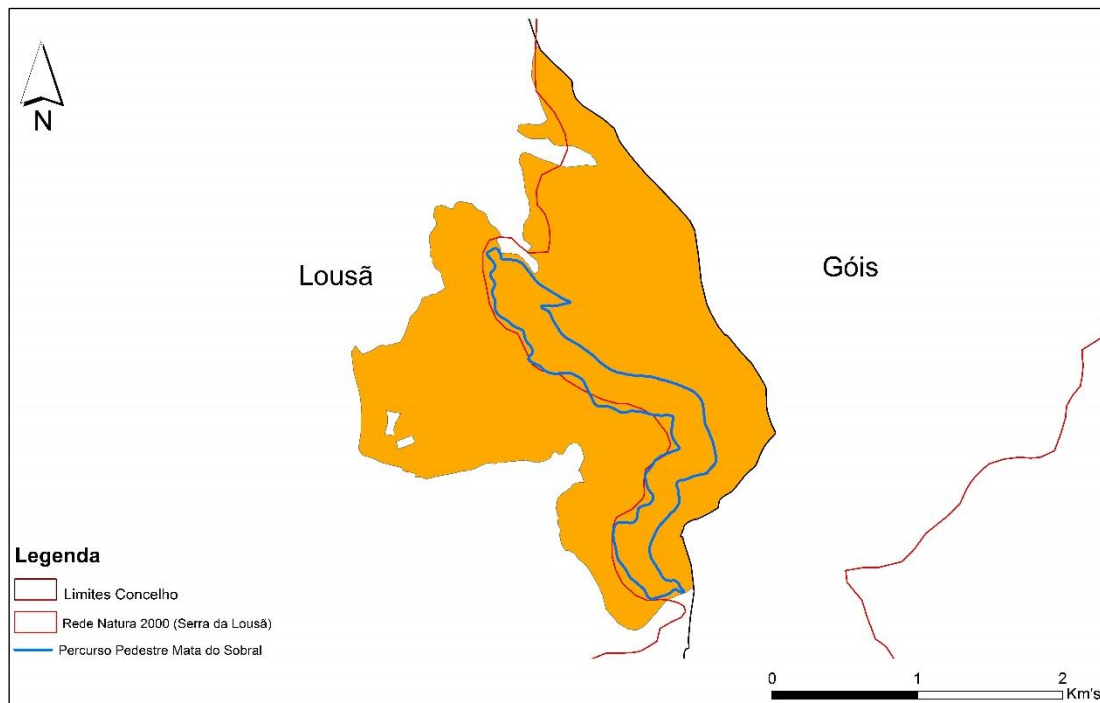 N
Lousã
Góis
Legenda
Limites Concelho
Rede Natura 2000 (Serra da Lousã)
Percurso Pedestre Mata do Sobral
0 1 2
Km's